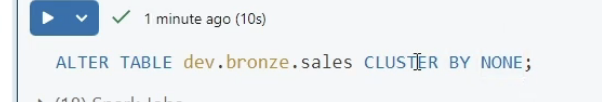 1 minute ago (10s)
ALTER TABLE dev.bronze.sales CLUSTER BY NONE;